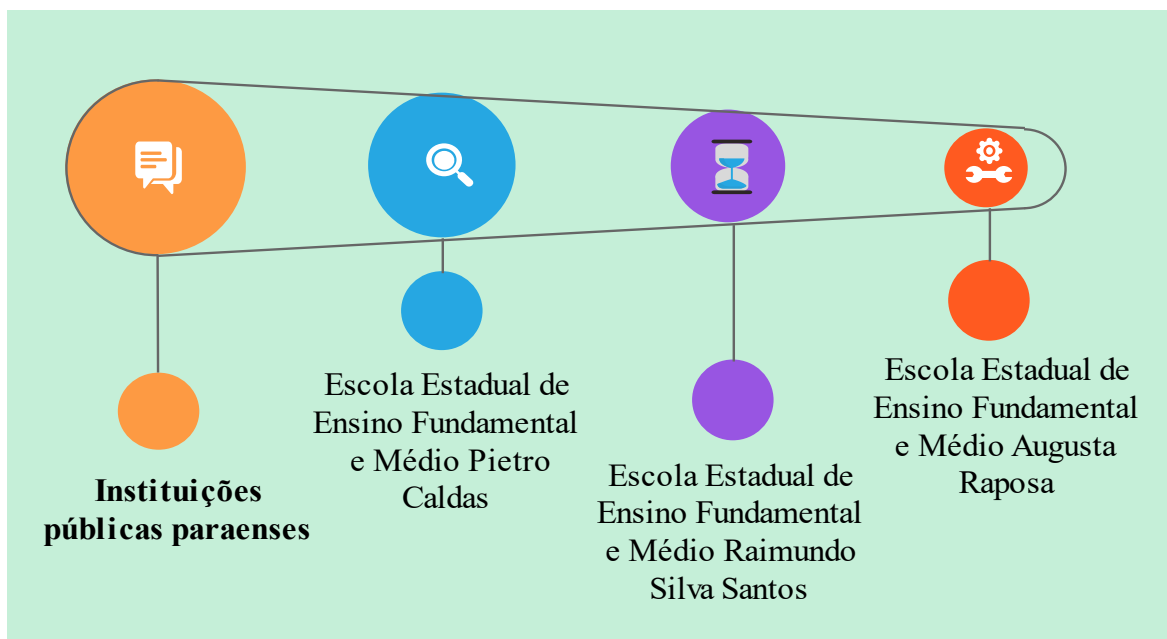 Instituições
públicas paraenses
Escola Estadual de
Ensino Fundamental
e Médio Pietro
Caldas
Escola Estadual de
Ensino Fundamental
e Médio Raimundo
Silva Santos
Escola Estadual de
Ensino Fundamental
e Médio Augusta
Raposa